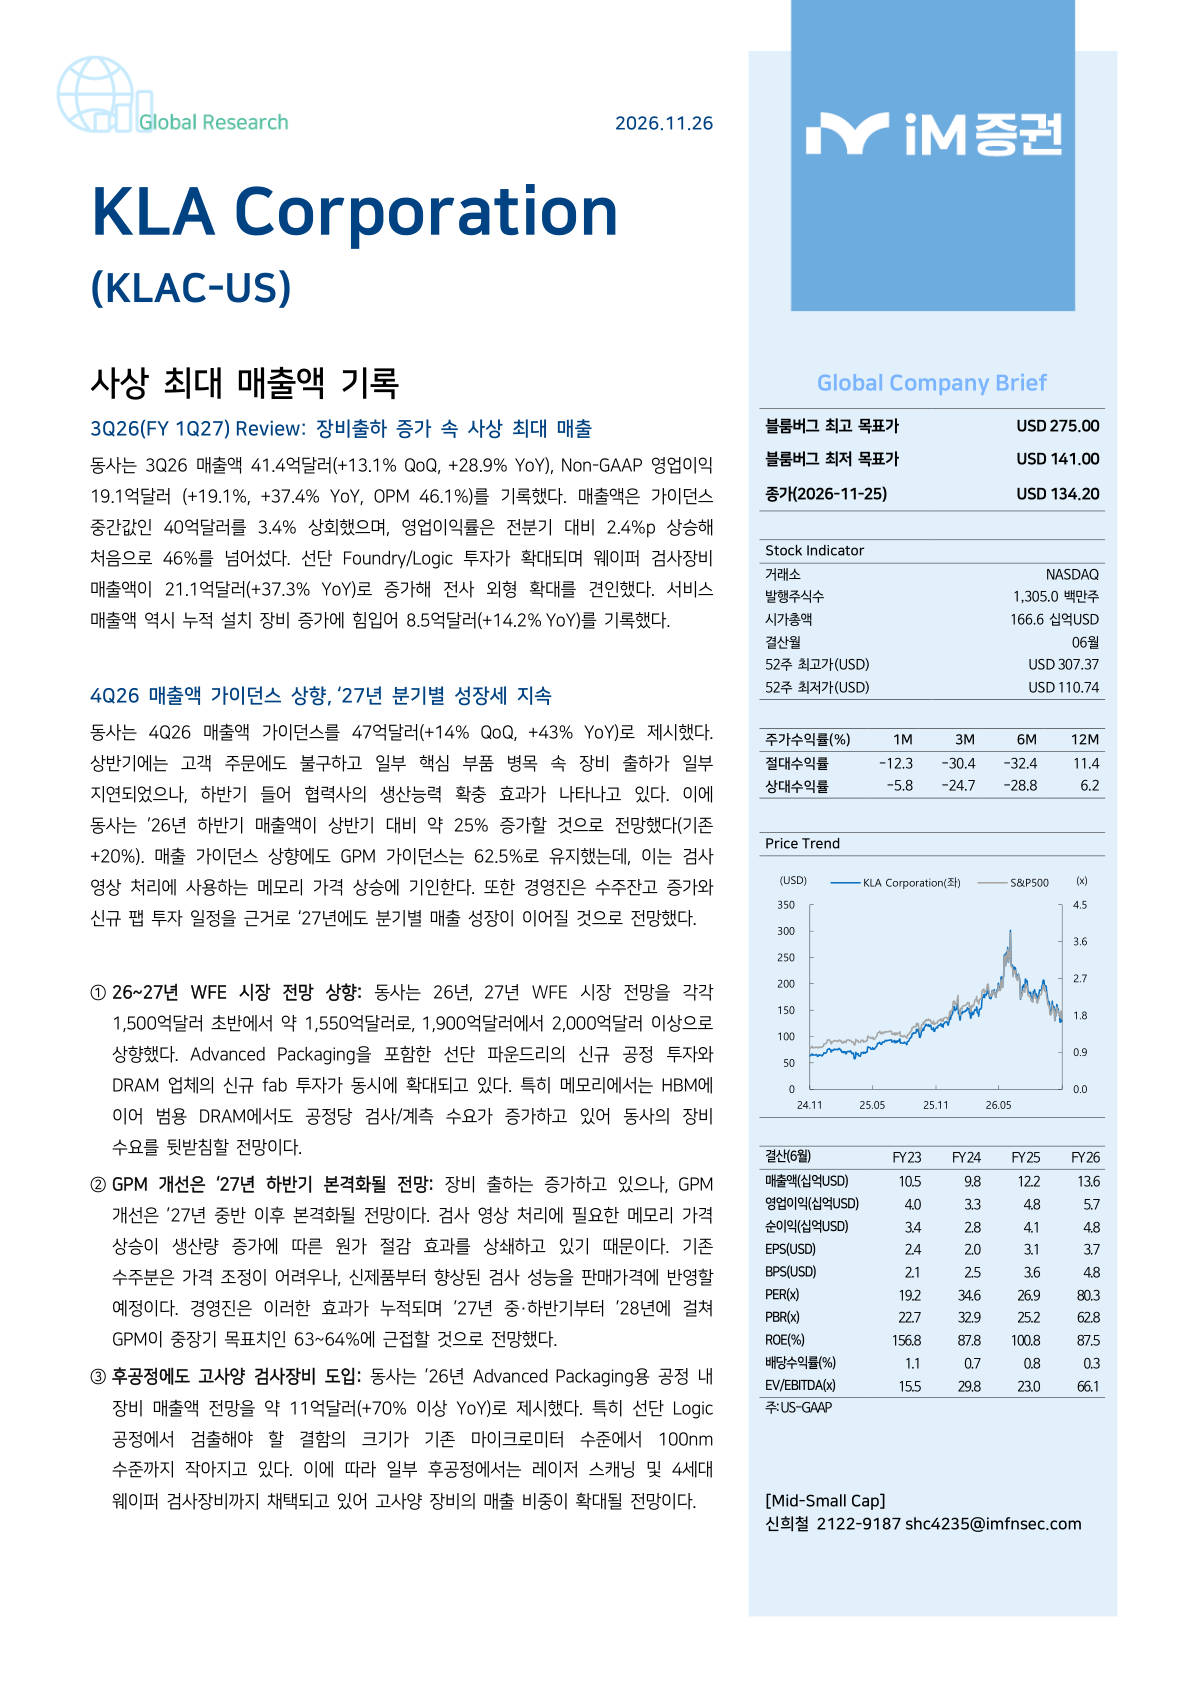 Global Research
2026.11.26
iM증권
KLA Corporation
(KLAC-US)
사상 최대 매출액 기록
3Q26(FY 1Q27) Review: 장비출하 증가 속 사상 최대 매출
동사는 3Q26 매출액 41.4억달러(+13.1% QoQ, +28.9% YoY), Non-GAAP 영업이익
19.1억달러 (+19.1%, +37.4% YoY, OPM 46.1%)를 기록했다. 매출액은 가이던스
중간값인 40억달러를 3.4% 상회했으며, 영업이익률은 전분기 대비 2.4%p 상승해
처음으로 46%를 넘어섰다. 선단 Foundry/Logic 투자가 확대되며 웨이퍼 검사장비
매출액이 21.1억달러(+37.3% YoY)로 증가해 전사 외형 확대를 견인했다. 서비스
매출액 역시 누적 설치 장비 증가에 힘입어 8.5억달러(+14.2% YoY)를 기록했다.
4Q26 매출액 가이던스 상향, ‘27년 분기별 성장세 지속
동사는 4Q26 매출액 가이던스를 47억달러(+14% QoQ, +43% YoY)로 제시했다.
상반기에는 고객 주문에도 불구하고 일부 핵심 부품 병목 속 장비 출하가 일부
지연되었으나, 하반기 들어 협력사의 생산능력 확충 효과가 나타나고 있다. 이에
동사는 ’26년 하반기 매출액이 상반기 대비 약 25% 증가할 것으로 전망했다(기존
+20%). 매출 가이던스 상향에도 GPM 가이던스는 62.5%로 유지했는데, 이는 검사
영상 처리에 사용하는 메모리 가격 상승에 기인한다. 또한 경영진은 수주잔고 증가와
신규 팹 투자 일정을 근거로 ‘27년에도 분기별 매출 성장이 이어질 것으로 전망했다.
① 26~27년 WFE 시장 전망 상향: 동사는 26년, 27년 WFE 시장 전망을 각각
1,500억달러 초반에서 약 1,550억달러로, 1,900억달러에서 2,000억달러 이상으로
상향했다. Advanced Packaging을 포함한 선단 파운드리의 신규 공정 투자와
DRAM 업체의 신규 fab 투자가 동시에 확대되고 있다. 특히 메모리에서는 HBM에
이어 범용 DRAM에서도 공정당 검사/계측 수요가 증가하고 있어 동사의 장비
수요를 뒷받침할 전망이다.
② GPM 개선은 ‘27년 하반기 본격화될 전망: 장비 출하는 증가하고 있으나, GPM
개선은 ‘27년 중반 이후 본격화될 전망이다. 검사 영상 처리에 필요한 메모리 가격
상승이 생산량 증가에 따른 원가 절감 효과를 상쇄하고 있기 때문이다. 기존
수주분은 가격 조정이 어려우나, 신제품부터 향상된 검사 성능을 판매가격에 반영할
예정이다. 경영진은 이러한 효과가 누적되며 ’27년 중·하반기부터 ’28년에 걸쳐
GPM이 중장기 목표치인 63~64%에 근접할 것으로 전망했다.
③ 후공정에도 고사양 검사장비 도입: 동사는 ‘26년 Advanced Packaging용 공정 내
장비 매출액 전망을 약 11억달러(+70% 이상 YoY)로 제시했다. 특히 선단 Logic
공정에서 검출해야 할 결함의 크기가 기존 마이크로미터 수준에서 100nm
수준까지 작아지고 있다. 이에 따라 일부 후공정에서는 레이저 스캐닝 및 4세대
웨이퍼 검사장비까지 채택되고 있어 고사양 장비의 매출 비중이 확대될 전망이다.
Global Company Brief
블룸버그 최고 목표가 USD 275.00
블룸버그 최저 목표가 USD 141.00
종가(2026-11-25) USD 134.20
Stock Indicator
거래소 NASDAQ
발행주식수 1,305.0 백만주
시가총액 166.6 십억USD
결산월 06월
52주 최고가(USD) USD 307.37
52주 최저가(USD) USD 110.74
주가수익률(%) 1M 3M 6M 12M
절대수익률 -12.3 -30.4 -32.4 11.4
상대수익률 -5.8 -24.7 -28.8 6.2
Price Trend
(USD) KLA Corporation(좌) S&P500 (x)
350 4.5
300 3.6
250
200 2.7
150 1.8
100
50 0.9
0 0.0
24.11 25.05 25.11 26.05
결산(6월) FY23 FY24 FY25 FY26
매출액(십억USD) 10.5 9.8 12.2 13.6
영업이익(십억USD) 4.0 3.3 4.8 5.7
순이익(십억USD) 3.4 2.8 4.1 4.8
EPS(USD) 2.4 2.0 3.1 3.7
BPS(USD) 2.1 2.5 3.6 4.8
PER(x) 19.2 34.6 26.9 80.3
PBR(x) 22.7 32.9 25.2 62.8
ROE(%) 156.8 87.8 100.8 87.5
배당수익률(%) 1.1 0.7 0.8 0.3
EV/EBITDA(x) 15.5 29.8 23.0 66.1
주: US-GAAP
[Mid-Small Cap]
신희철 2122-9187 shc4235@imfnsec.com